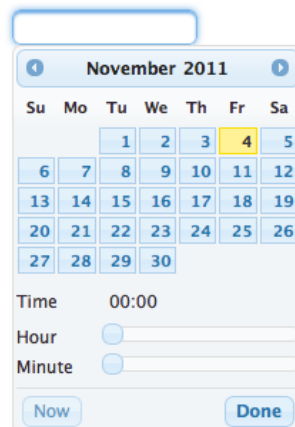 November 2011
Su Mo Tu We Th Fr Sa
1 2 3 4 5
6 7 8 9 10 11 12
13 14 15 16 17 18 19
20 21 22 23 24 25 26
27 28 29 30
Time 00:00
Hour
Minute
Now Done